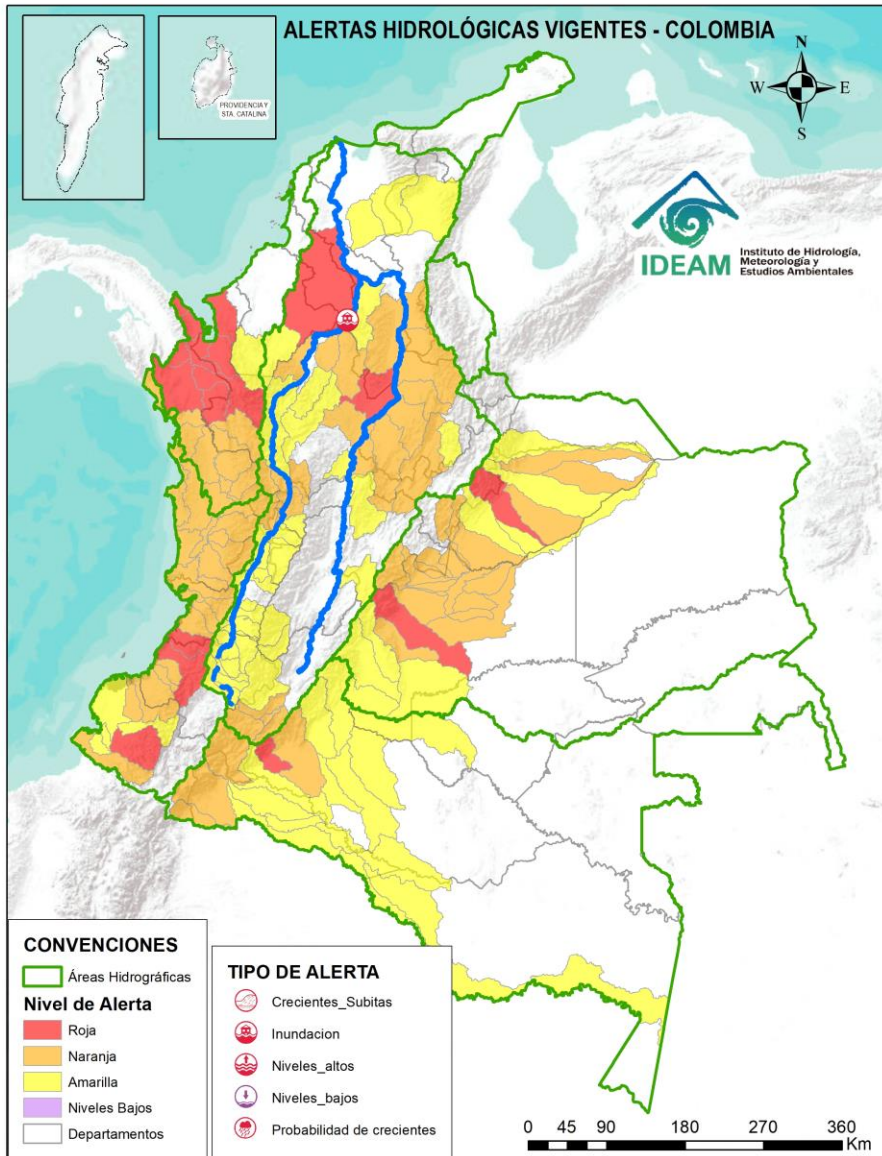 ALERTAS HIDROLÓGICAS VIGENTES - COLOMBIA
N
W
E
S
PROVIDENCIA Y
STA. CATALINA
IDEAM
Instituto de Hidrología,
Meteorología y
Estudios Ambientales
CONVENCIONES
Áreas Hidrográficas
Nivel de Alerta
Roja
Naranja
Amarilla
Niveles Bajos
Departamentos
TIPO DE ALERTA
Crecientes_Subitas
Inundacion
Niveles_altos
Niveles_bajos
Probabilidad de crecientes
0 45 90 180 270 360
Km